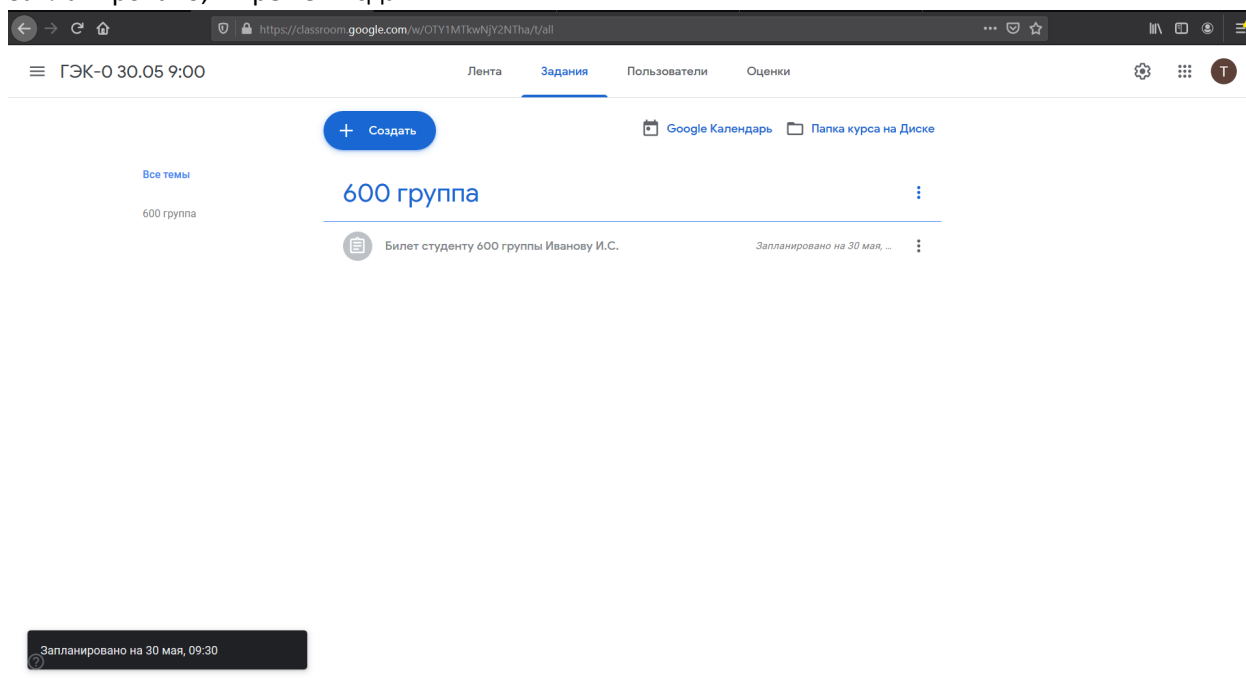 https://classroom.google.com/w/OTY1MTkwNjY2NTha/t/all
ГЭК-0 30.05 9:00
Лента Задания Пользователи Оценки
T
Создать
Google Календарь Папка курса на Диске
Все темы
600 группа
600 группа
Билет студенту 600 группы Иванову И.С. Запланировано на 30 мая, ...
Запланировано на 30 мая, 09:30